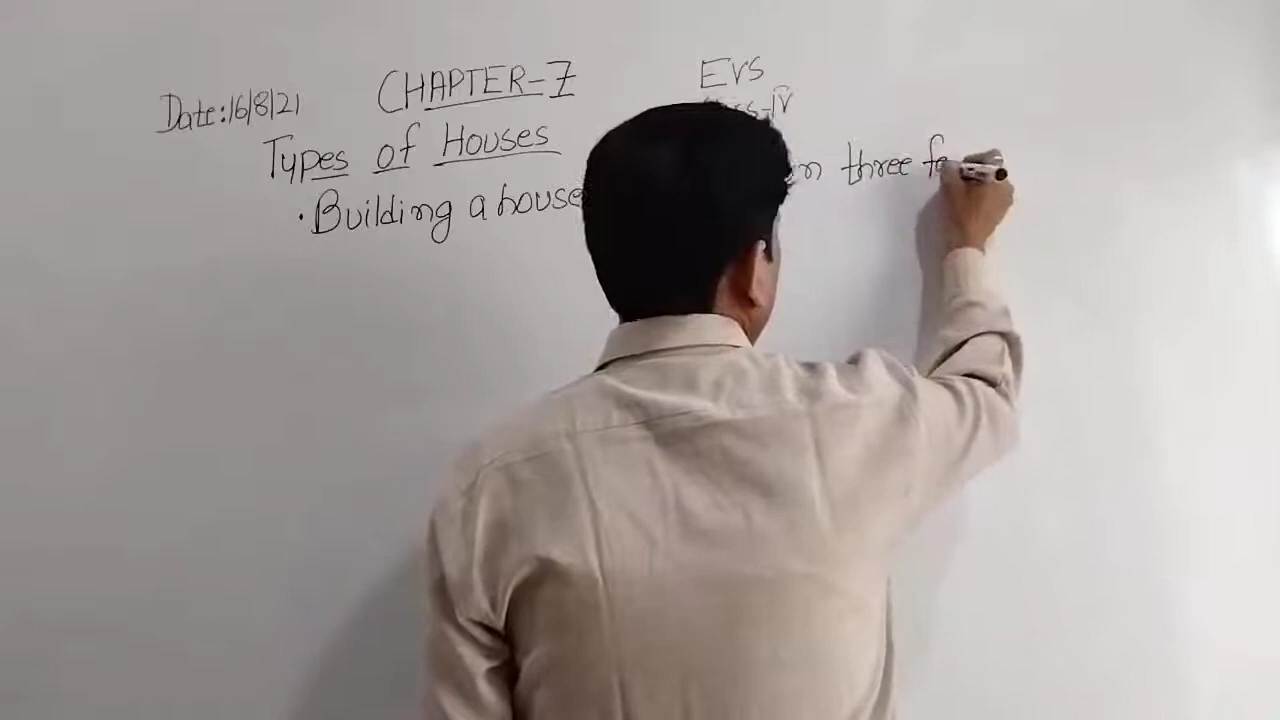 CHAPTER-7
EVS
Date:16/8/21
Types of Houses
three
• Building a house